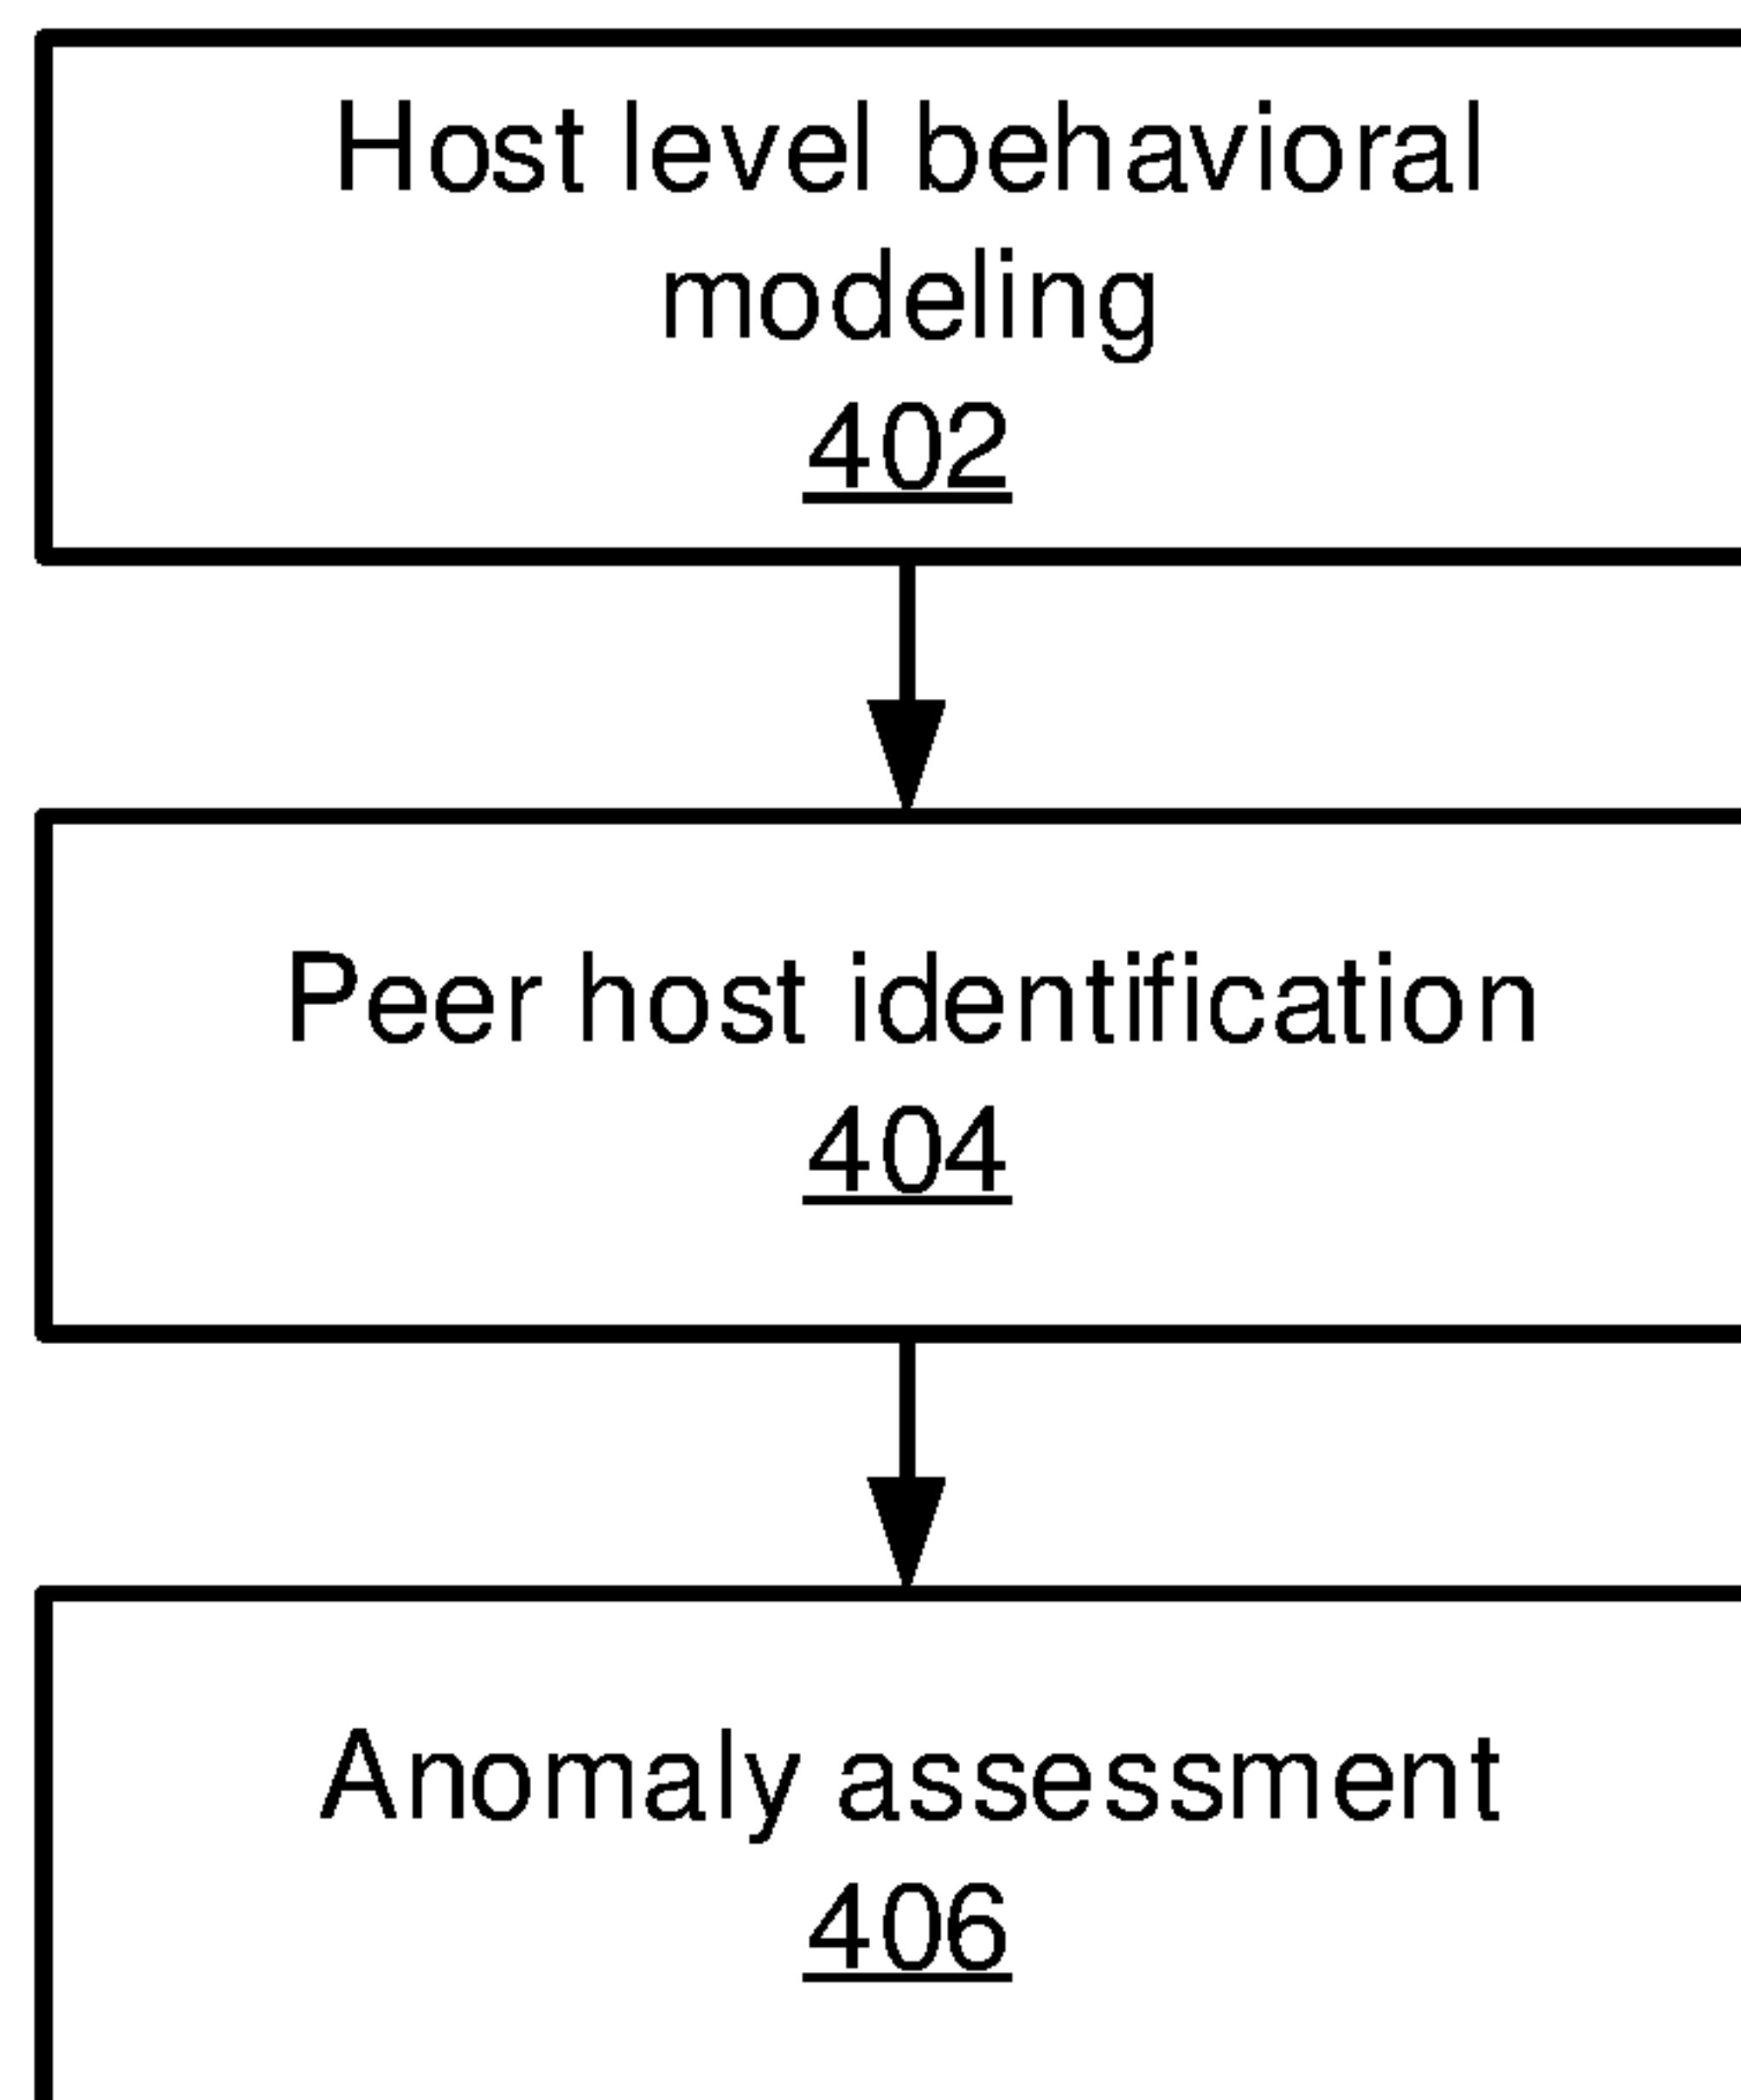 Host level behavioral
modeling
402
Peer host identification
404
Anomaly assessment
406